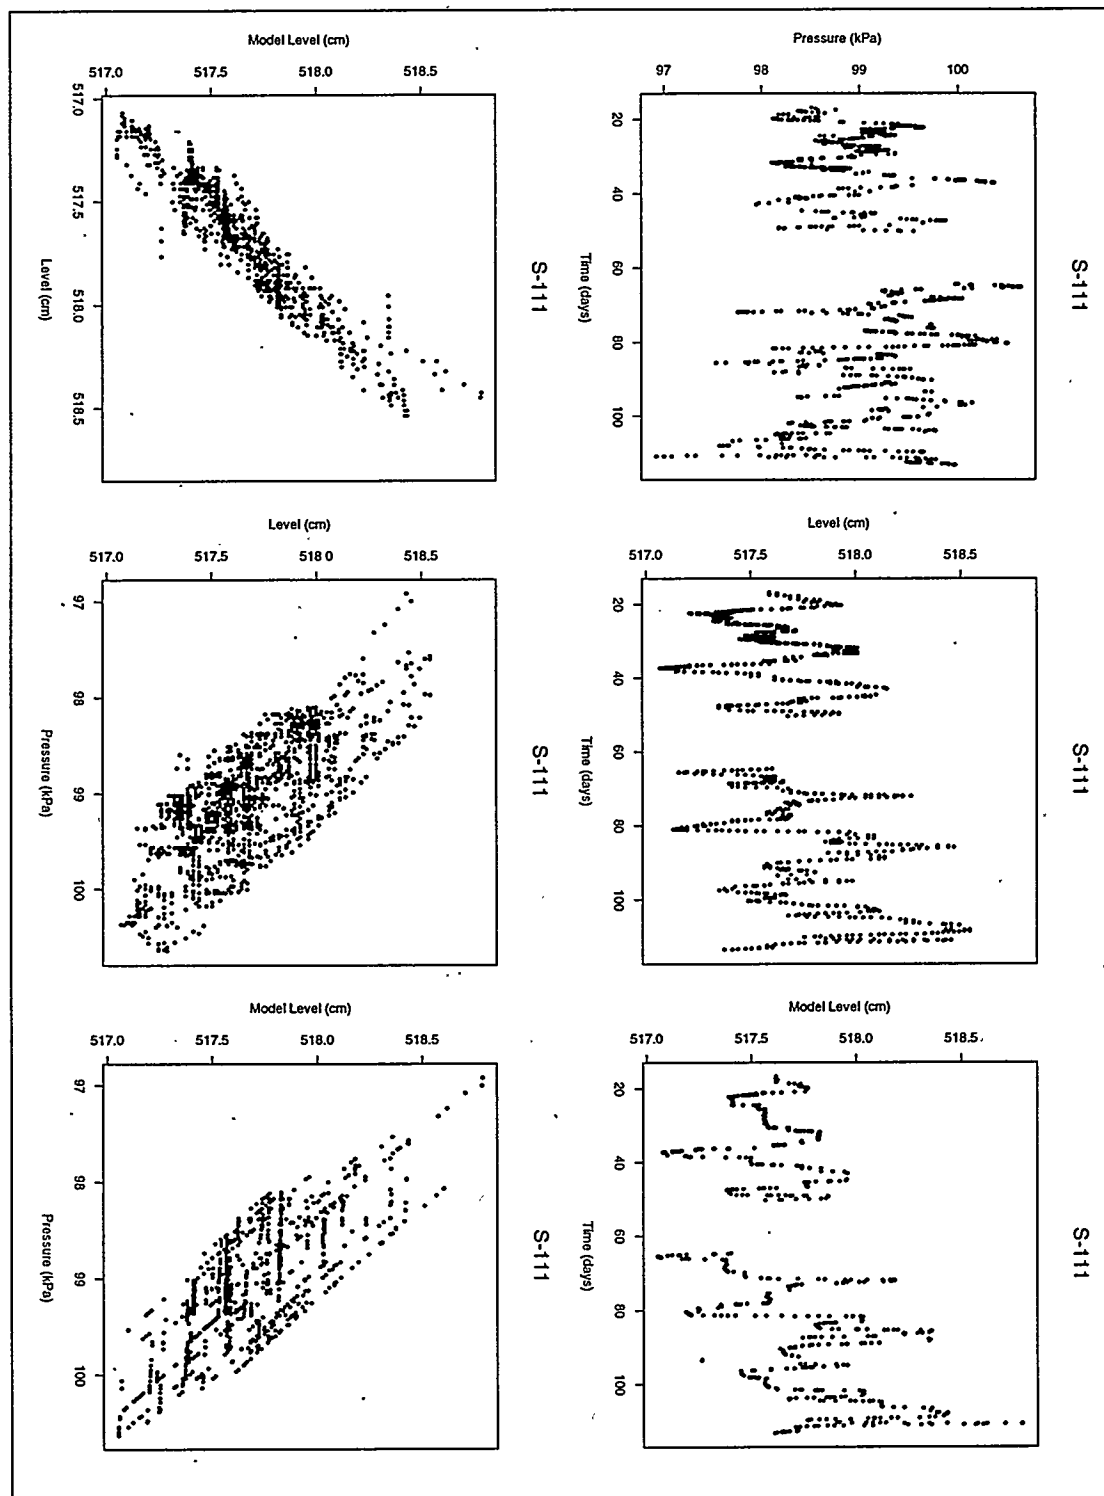 S-111
Pressure (kPa)
97 98 99 100
20 40 60 80 100
Time (days)
S-111
Level (cm)
517.0 517.5 518.0 518.5
20 40 60 80 100
Time (days)
S-111
Model Level (cm)
517.0 517.5 518.0 518.5
20 40 60 80 100
Time (days)
S-111
Model Level (cm)
517.0 517.5 518.0 518.5
517.0 517.5 518.0 518.5
Level (cm)
S-111
Level (cm)
517.0 517.5 518 0 518.5
97 98 99 100
Pressure (kPa)
S-111
Model Level (cm)
517.0 517.5 518.0 518.5
97 98 99 100
Pressure (kPa)